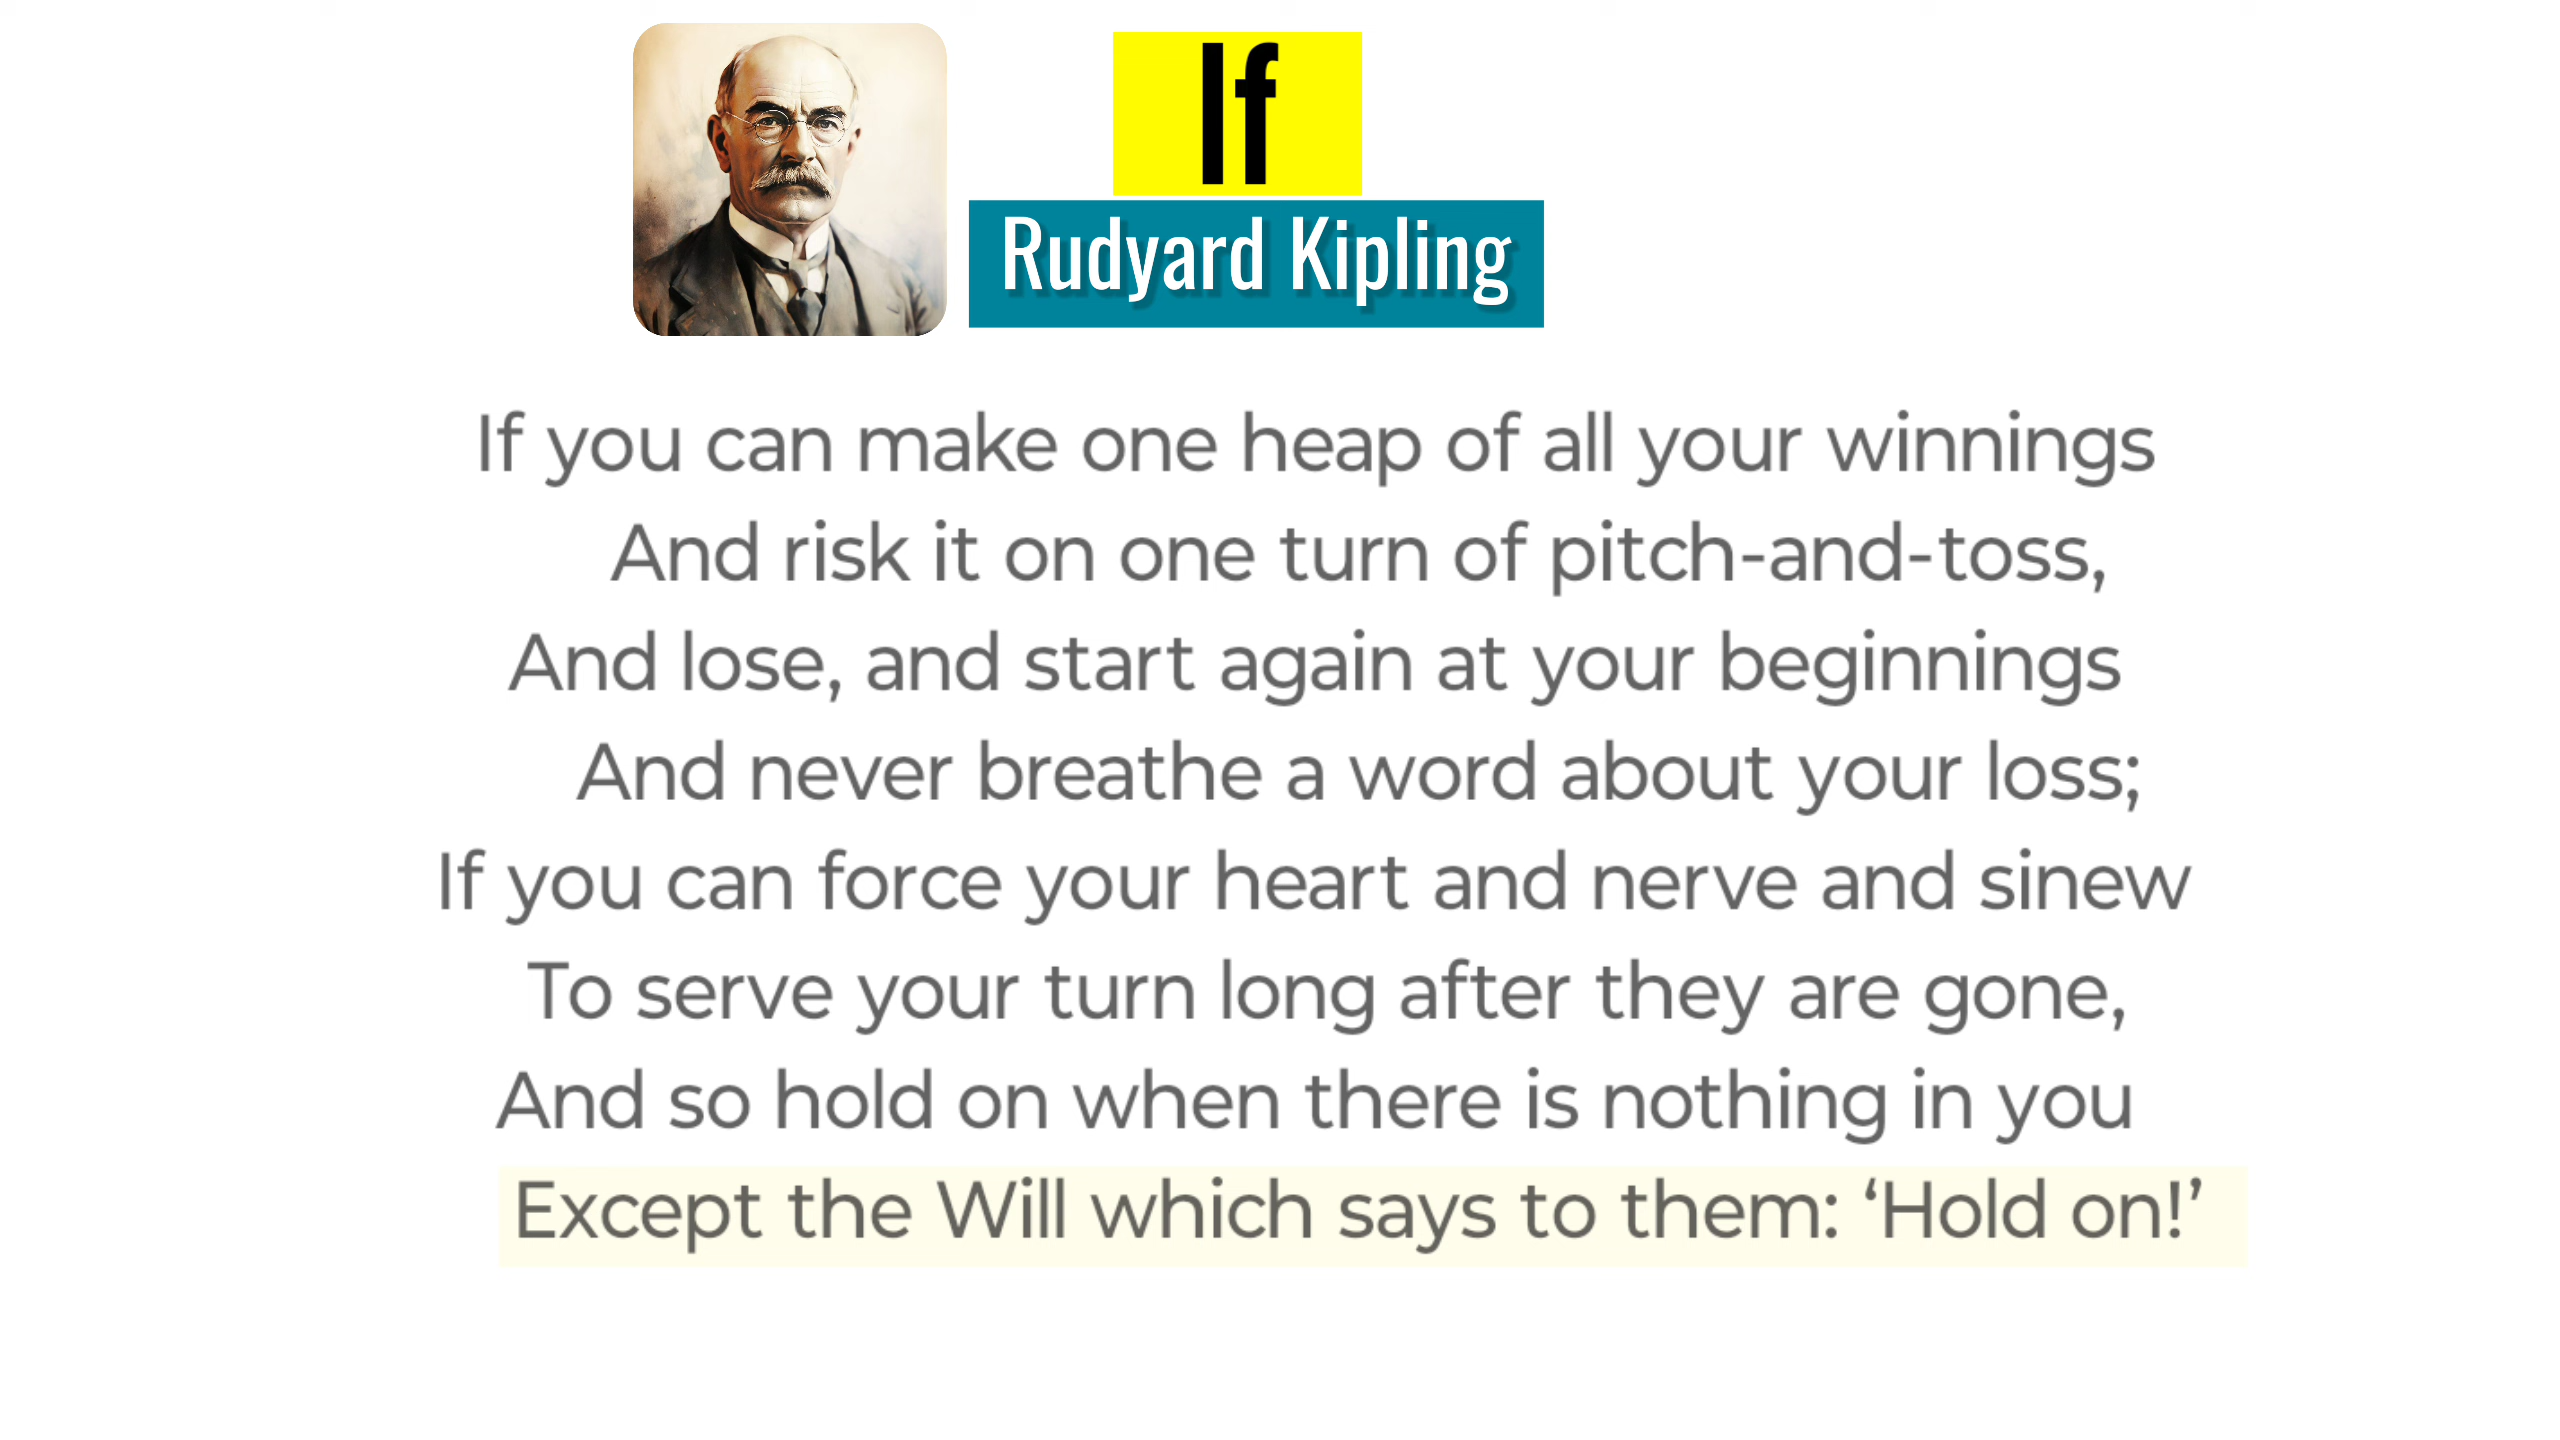 If
Rudyard Kipling
If you can make one heap of all your winnings
And risk it on one turn of pitch-and-toss,
And lose, and start again at your beginnings
And never breathe a word about your loss;
If you can force your heart and nerve and sinew
To serve your turn long after they are gone,
And so hold on when there is nothing in you
Except the Will which says to them: ‘Hold on!’